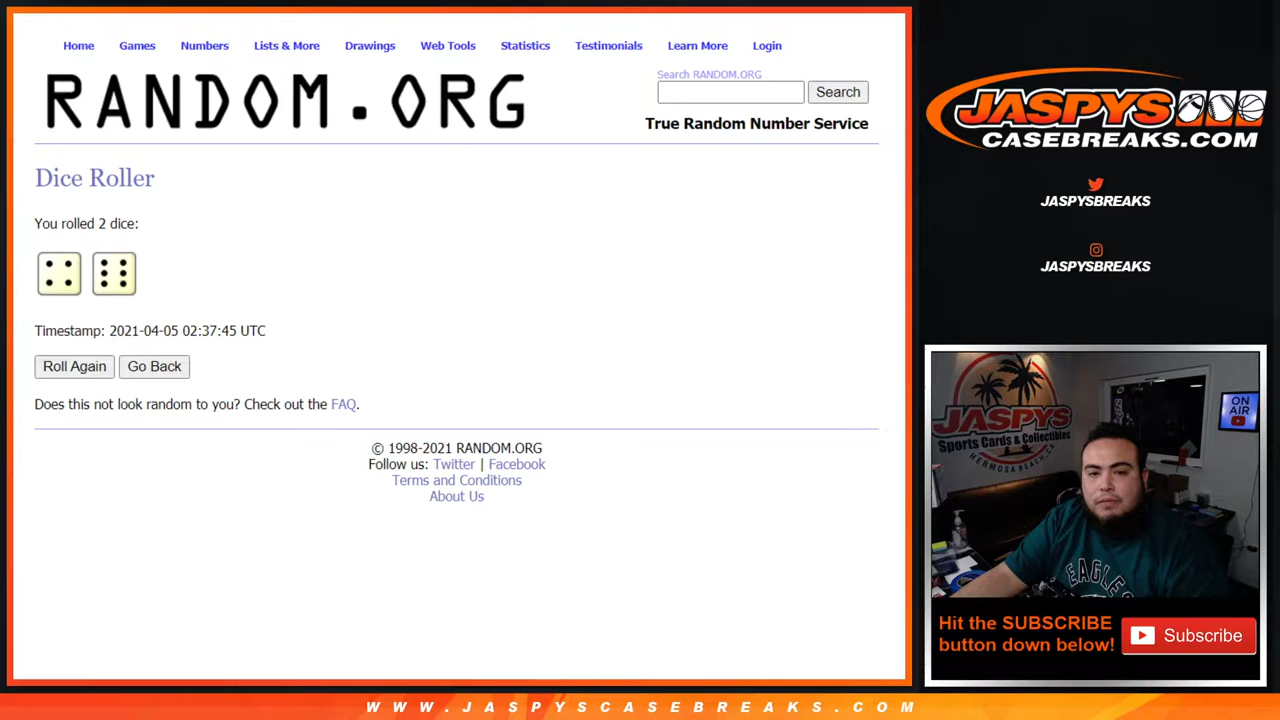 Home Games Numbers Lists & More Drawings Web Tools Statistics Testimonials Learn More Login
RANDOM.ORG
Search RANDOM.ORG
Search
True Random Number Service
Dice Roller
You rolled 2 dice:
Timestamp: 2021-04-05 02:37:45 UTC
Roll Again Go Back
Does this not look random to you? Check out the FAQ.
© 1998-2021 RANDOM.ORG
Follow us: Twitter | Facebook
Terms and Conditions
About Us
JASPYS
CASEBREAKS.COM
JASPYSBREAKS
JASPYSBREAKS
JASPYS
Sports Cards & Collectibles
HERMOSA BEACH, CA
ON
AIR
EAGLES
Hit the SUBSCRIBE
button down below!
Subscribe
WWW.JASPYSCASEBREAKS.COM